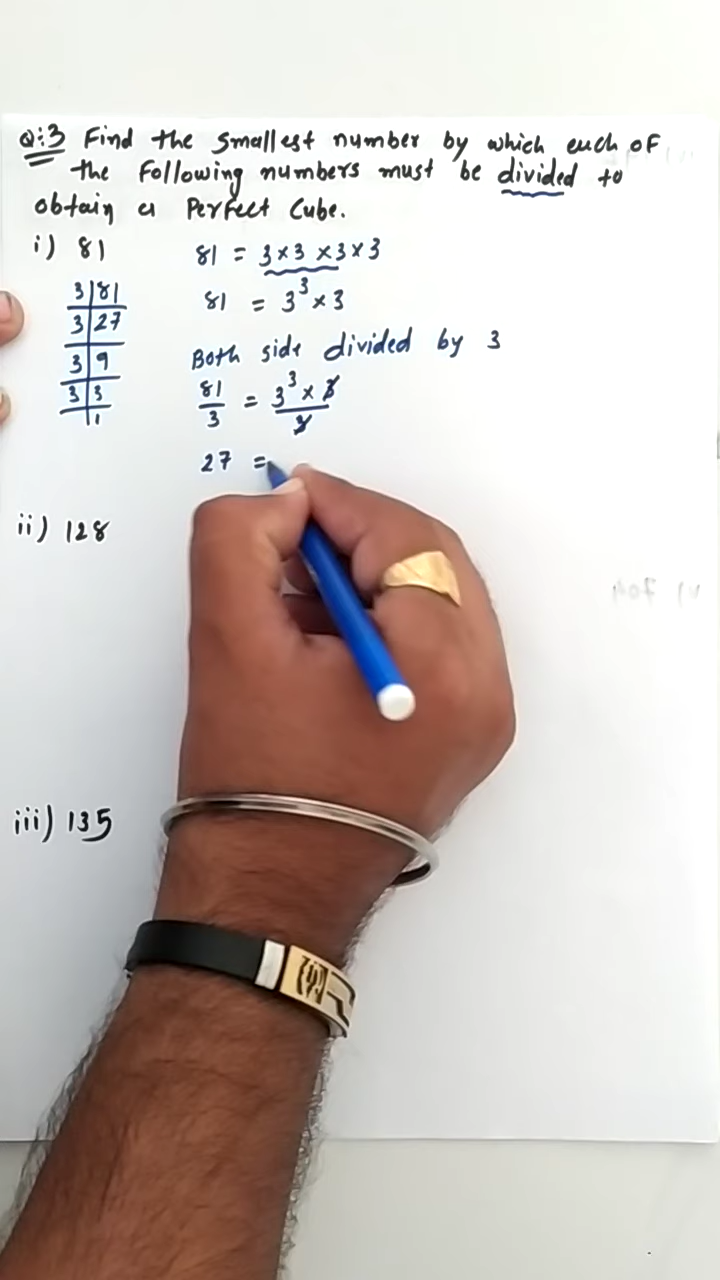 Q:3 Find the smallest number by which each of
the following numbers must be divided to
obtain a Perfect Cube.
i) 81
81 = 3×3×3×3
3|81
3|27
3|9
3|3
|1
81 = 3³×3
Both side divided by 3
81/3 = 3³×3/3
27 =
ii) 128
iii) 135